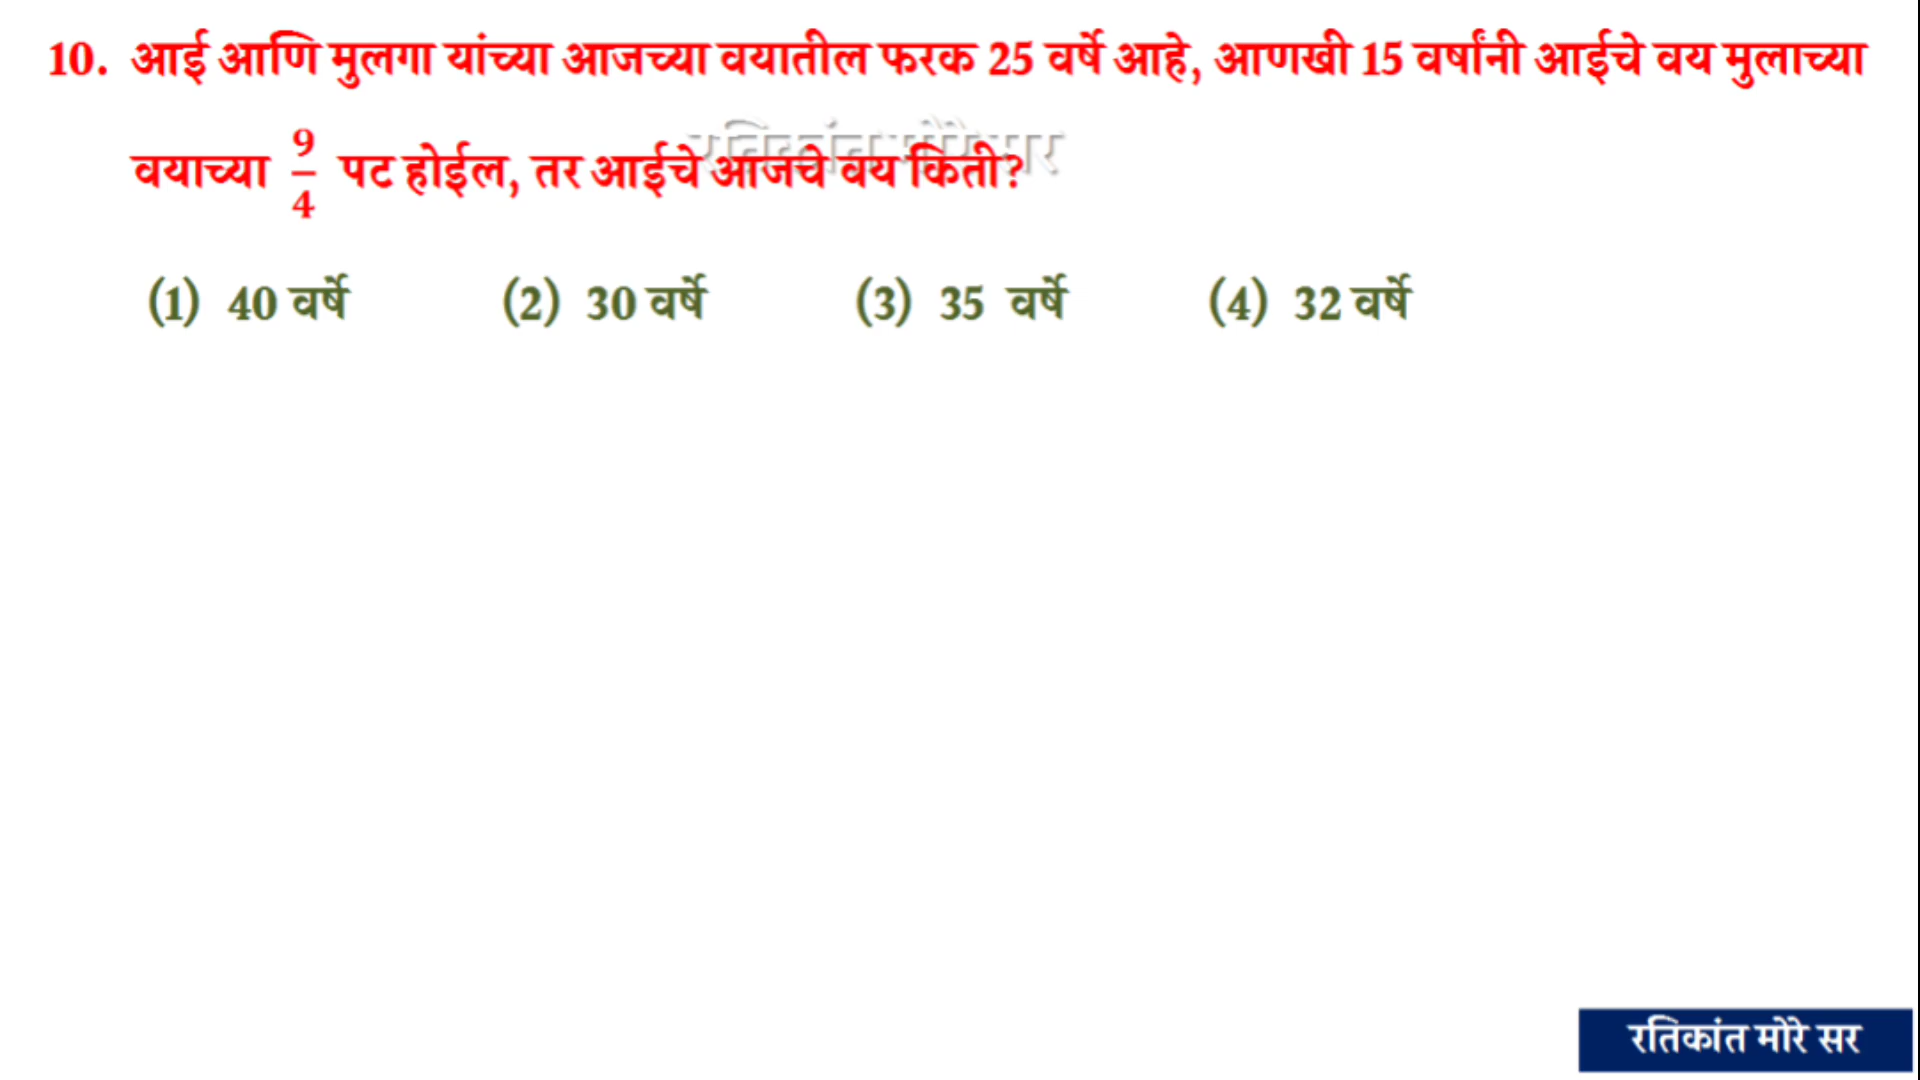 10. आई आणि मुलगा यांच्या आजच्या वयातील फरक 25 वर्षे आहे, आणखी 15 वर्षांनी आईचे वय मुलाच्या
रतिकांत मोरे सर
वयाच्या 9/4 पट होईल, तर आईचे आजचे वय किती?
(1) 40 वर्षे (2) 30 वर्षे (3) 35 वर्षे (4) 32 वर्षे
रतिकांत मोरे सर